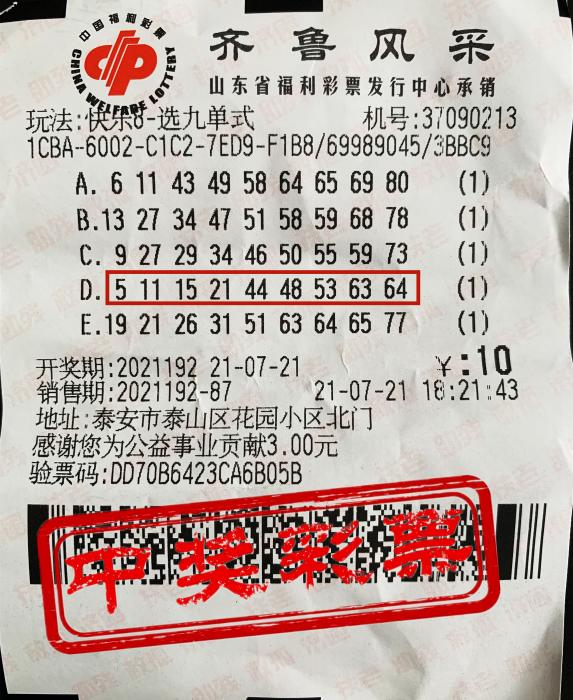 中国福利彩票
CHINA WELFARE LOTTERY
齐鲁风采
山东省福利彩票发行中心承销
玩法:快乐8-选九单式 机号:37090213
1CBA-6002-C1C2-7ED9-F1B8/69989045/3BBC9
A. 6 11 43 49 58 64 65 69 80 (1)
B.13 27 34 47 51 58 59 68 78 (1)
C. 9 27 29 34 46 50 55 59 73 (1)
D. 5 11 15 21 44 48 53 63 64 (1)
E.19 21 26 31 51 63 64 65 77 (1)
开奖期:2021192 21-07-21 ¥:10
销售期:2021192-87 21-07-21 18:21:43
地址:泰安市泰山区花园小区北门
感谢您为公益事业贡献3.00元
验票码:DD70B6423CA6B05B
中奖彩票